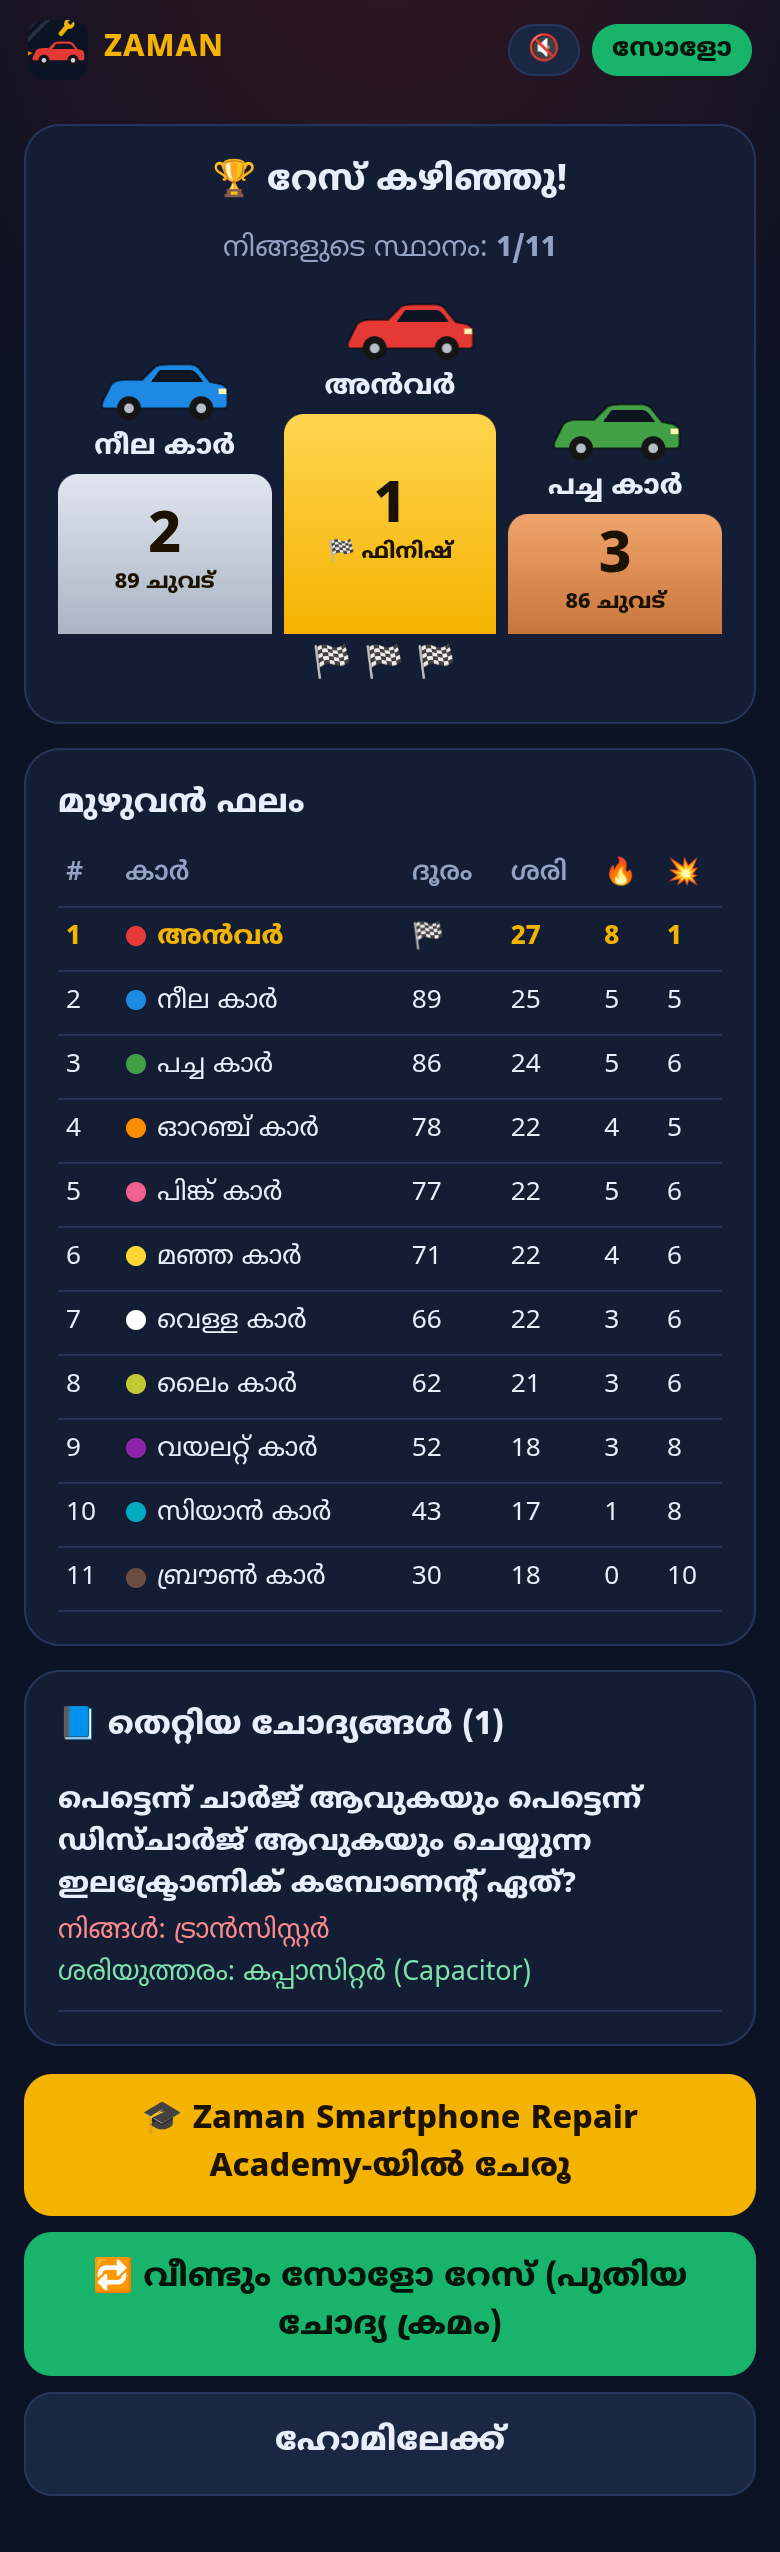 ZAMAN
സോളോ
🏆 റേസ് കഴിഞ്ഞു!
നിങ്ങളുടെ സ്ഥാനം: 1/11
അൻവർ
നീല കാർ
പച്ച കാർ
1
🏁 ഫിനിഷ്
2
89 ചുവട്
3
86 ചുവട്
🏁 🏁 🏁
മുഴുവൻ ഫലം
# കാർ ദൂരം ശരി 🔥 💥
1 അൻവർ 🏁 27 8 1
2 നീല കാർ 89 25 5 5
3 പച്ച കാർ 86 24 5 6
4 ഓറഞ്ച് കാർ 78 22 4 5
5 പിങ്ക് കാർ 77 22 5 6
6 മഞ്ഞ കാർ 71 22 4 6
7 വെള്ള കാർ 66 22 3 6
8 ലൈം കാർ 62 21 3 6
9 വയലറ്റ് കാർ 52 18 3 8
10 സിയാൻ കാർ 43 17 1 8
11 ബ്രൗൺ കാർ 30 18 0 10
📘 തെറ്റിയ ചോദ്യങ്ങൾ (1)
പെട്ടെന്ന് ചാർജ് ആവുകയും പെട്ടെന്ന്
ഡിസ്ചാർജ് ആവുകയും ചെയ്യുന്ന
ഇലക്ട്രോണിക് കമ്പോണന്റ് ഏത്?
നിങ്ങൾ: ട്രാൻസിസ്റ്റർ
ശരിയുത്തരം: കപ്പാസിറ്റർ (Capacitor)
🎓 Zaman Smartphone Repair
Academy-യിൽ ചേരൂ
🔁 വീണ്ടും സോളോ റേസ് (പുതിയ
ചോദ്യ ക്രമം)
ഹോമിലേക്ക്